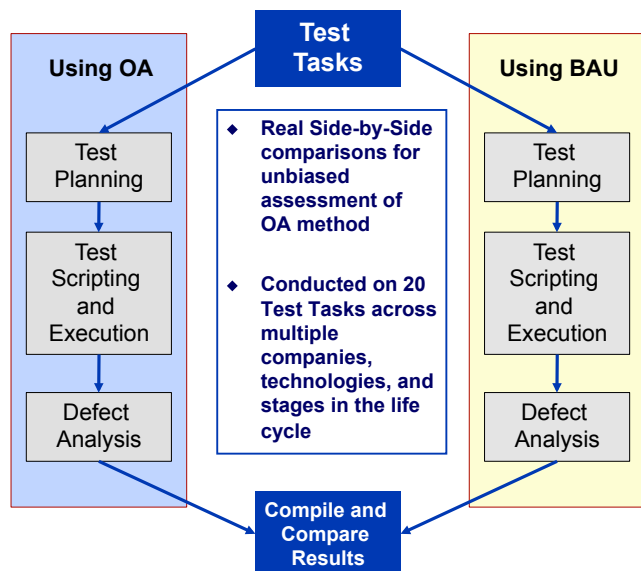 Test
Tasks
Using OA
Test
Planning
Test
Scripting
and
Execution
Defect
Analysis
◆ Real Side-by-Side
comparisons for
unbiased
assessment of
OA method
◆ Conducted on 20
Test Tasks across
multiple
companies,
technologies, and
stages in the life
cycle
Using BAU
Test
Planning
Test
Scripting
and
Execution
Defect
Analysis
Compile and
Compare
Results